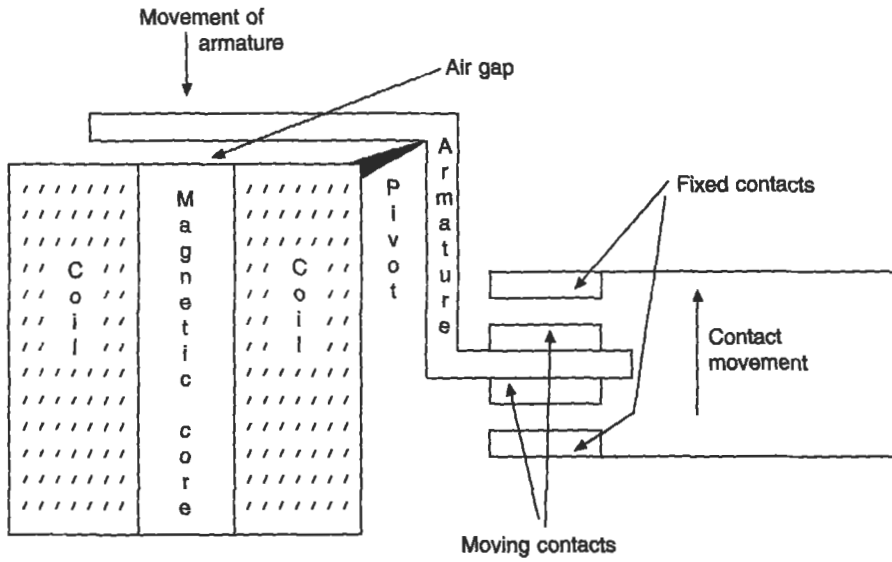 Movement of
armature
Air gap
Armature
Pivot
Magnetic core
Coil
Coil
Fixed contacts
Contact
movement
Moving contacts